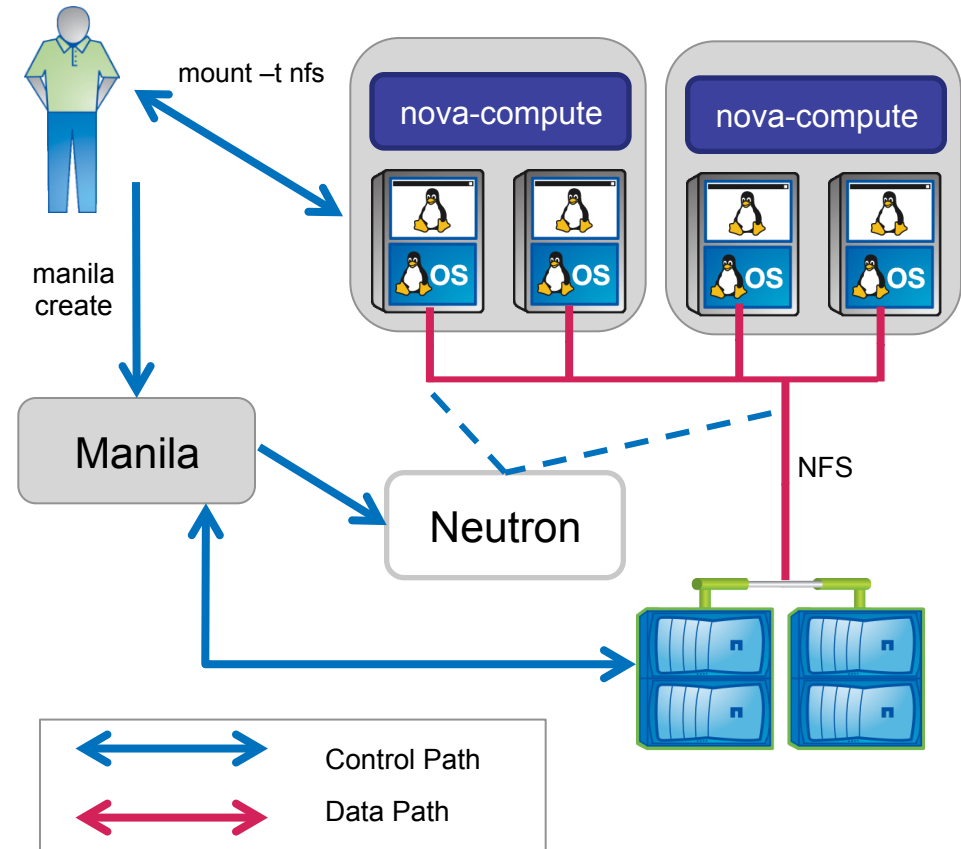 mount –t nfs
nova-compute
nova-compute
OS
OS
OS
OS
manila
create
Manila
Neutron
NFS
n
n
n
n
Control Path
Data Path